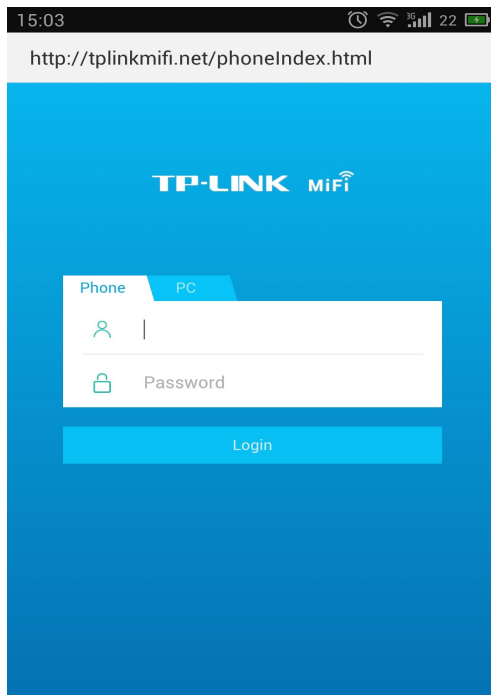 15:03 3G 22
http://tplinkmifi.net/phoneIndex.html
TP-LINK MiFi
Phone PC
Password
Login